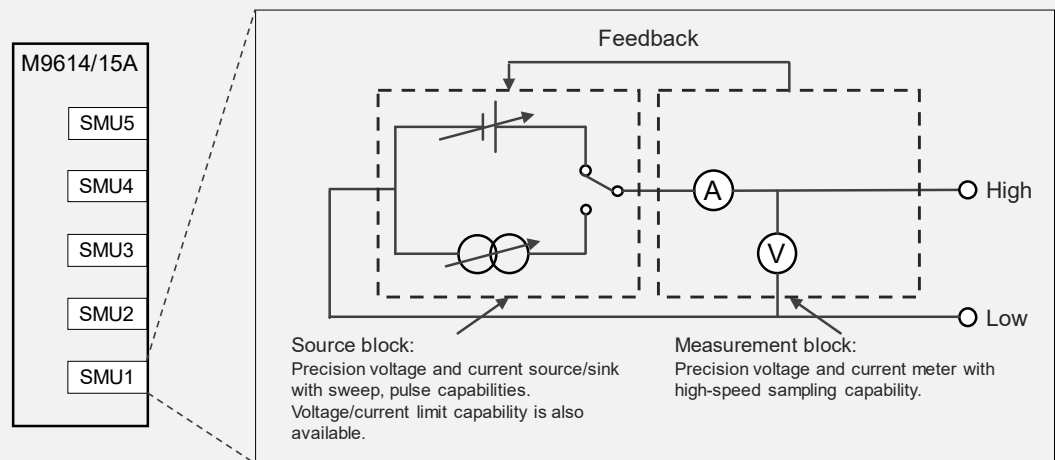 M9614/15A
SMU5
SMU4
SMU3
SMU2
SMU1
Feedback
A
V
High
Low
Source block:
Precision voltage and current source/sink
with sweep, pulse capabilities.
Voltage/current limit capability is also
available.
Measurement block:
Precision voltage and current meter with
high-speed sampling capability.